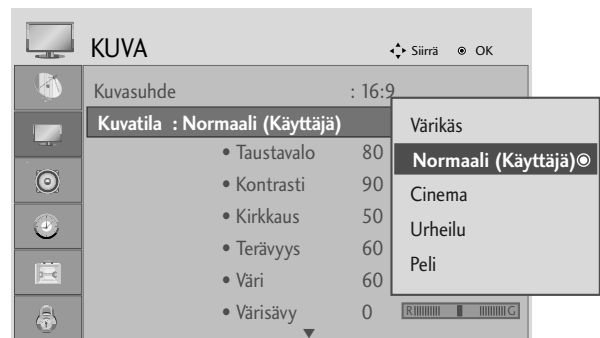 KUVA
Siirrä OK
Kuvasuhde : 16:9
Kuvatila : Normaali (Käyttäjä)
• Taustavalo 80
• Kontrasti 90
• Kirkkaus 50
• Terävyys 60
• Väri 60
• Värisävy 0 R G
Värikäs
Normaali (Käyttäjä)
Cinema
Urheilu
Peli